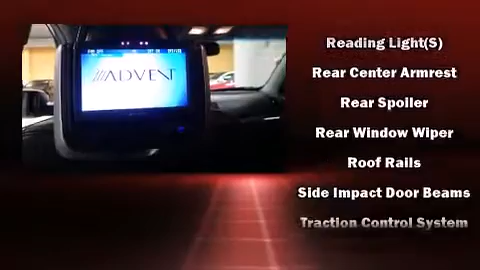 ///ADVENT
Reading Light(S)
Rear Center Armrest
Rear Spoiler
Rear Window Wiper
Roof Rails
Side Impact Door Beams
Traction Control System